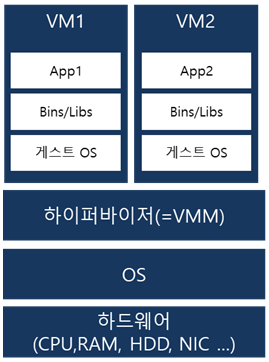 VM1
App1
Bins/Libs
게스트 OS
VM2
App2
Bins/Libs
게스트 OS
하이퍼바이저(=VMM)
OS
하드웨어
(CPU,RAM, HDD, NIC ...)